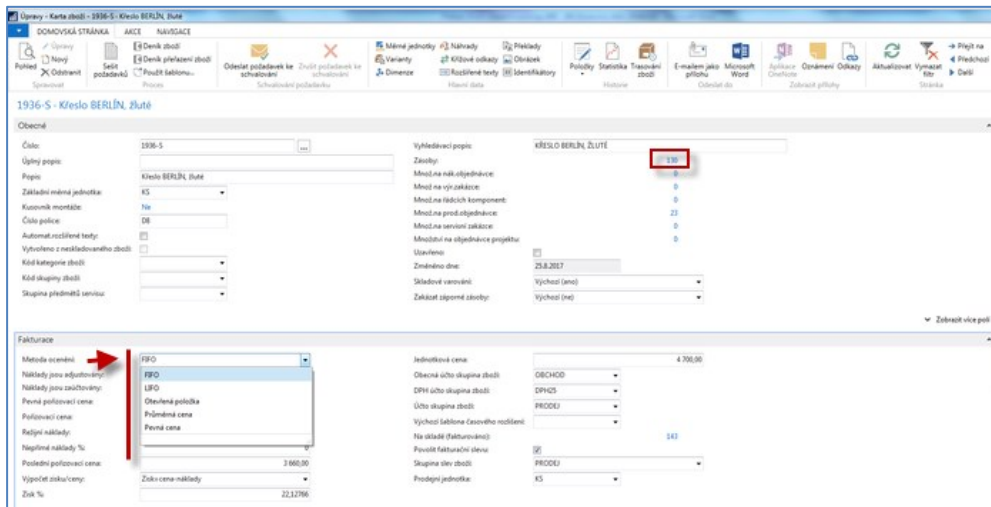 Úpravy - Karta zboží - 1936-S · Křeslo BERLÍN, žluté
DOMOVSKÁ STRÁNKA AKCE NAVIGACE
Pohled
Úpravy
Nový
Odstranit
Spravovat
Sešit požadavků
Deník zboží
Deník přeřazení zboží
Použít šablonu...
Proces
Odeslat požadavek ke schvalování
Zrušit požadavek ke schvalování
Schvalování požadavku
Měrné jednotky
Varianty
Dimenze
Náhrady
Křížové odkazy
Rozšířené texty
Překlady
Obrázek
Identifikátory
Hlavní data
Položky
Statistika
Trasování zboží
Historie
E-mailem jako přílohu
Microsoft Word
Odeslat do
Aplikace OneNote
Oznámení
Odkazy
Zobrazit přílohy
Aktualizovat
Vymazat filtr
Přejít na
Předchozí
Další
Stránka
1936-S · Křeslo BERLÍN, žluté
Obecné
Číslo: 1936-S ...
Úplný popis:
Popis: Křeslo BERLÍN, žluté
Základní měrná jednotka: KS
Kusovník montáže: Ne
Číslo police: D8
Automat.rozšířené texty:
Vytvořeno z neskladovaného zboží:
Kód kategorie zboží:
Kód skupiny zboží:
Skupina předmětů servisu:
Vyhledávací popis: KŘESLO BERLÍN, ŽLUTÉ
Zásoby: 130
Množ.na nák.objednávce: 0
Množ na výr.zakázce: 0
Množ.na řádcích komponent: 0
Množ.na prod.objednávce: 23
Množ.na servisní zakázce: 0
Množství na objednávce projektu: 0
Uzavřeno:
Změněno dne: 25.8.2017
Skladové varování: Výchozí (ano)
Zakázat záporné zásoby: Výchozí (ne)
Zobrazit více polí
Fakturace
Metoda ocenění: FIFO
FIFO
LIFO
Otevřená položka
Průměrná cena
Pevná cena
Náklady jsou adjustovány:
Náklady jsou zaúčtovány:
Pevná pořizovací cena:
Pořizovací cena:
Režijní náklady:
Nepřímé náklady %: 0
Poslední pořizovací cena: 3 660,00
Výpočet zisku/ceny: Zisk=cena-náklady
Zisk % 22,12766
Jednotková cena: 4 700,00
Obecná účto skupina zboží: OBCHOD
DPH účto skupina zboží: DPH25
Účto skupina zboží: PRODEJ
Výchozí šablona časového rozlišení:
Na skladě (fakturováno): 143
Povolit fakturační slevu:
Skupina slev zboží: PRODEJ
Prodejní jednotka: KS